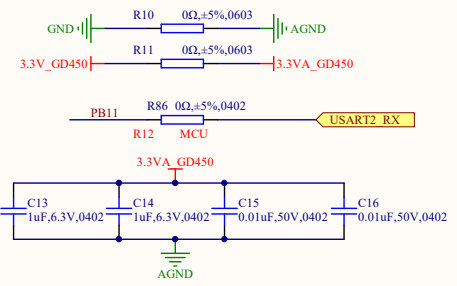 R10 0Ω,±5%,0603
GND AGND
R11 0Ω,±5%,0603
3.3V_GD450 3.3VA_GD450
R86 0Ω,±5%,0402
PB11 USART2_RX
R12 MCU
3.3VA_GD450
C13 C14 C15 C16
1uF,6.3V,0402 1uF,6.3V,0402 0.01uF,50V,0402 0.01uF,50V,0402
AGND